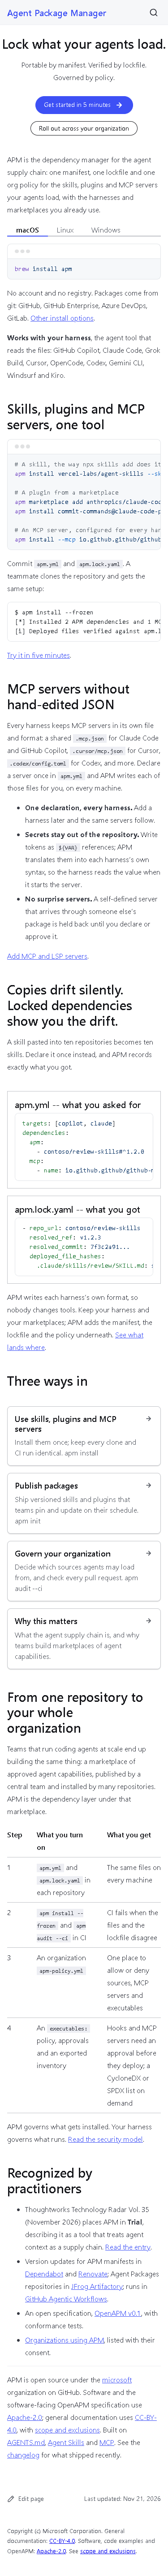 Agent Package Manager
Lock what your agents load.
Portable by manifest. Verified by lockfile.
Governed by policy.
Get started in 5 minutes
Roll out across your organization
APM is the dependency manager for the agent
supply chain: one manifest, one lockfile and one
org policy for the skills, plugins and MCP servers
your agents load, in the harnesses and
marketplaces you already use.
macOS Linux Windows
brew install apm
No account and no registry. Packages come from
git: GitHub, GitHub Enterprise, Azure DevOps,
GitLab. Other install options.
Works with your harness, the agent tool that
reads the files: GitHub Copilot, Claude Code, Grok
Build, Cursor, OpenCode, Codex, Gemini CLI,
Windsurf and Kiro.
Skills, plugins and MCP
servers, one tool
# A skill, the way npx skills add does it
apm install vercel-labs/agent-skills --sk
# A plugin from a marketplace
apm marketplace add anthropics/claude-co
apm install commit-commands@claude-code-p
# An MCP server, configured for every har
apm install --mcp io.github.github/github
Commit apm.yml and apm.lock.yaml. A
teammate clones the repository and gets the
same setup:
$ apm install --frozen
[*] Installed 2 APM dependencies and 1 MC
[i] Deployed files verified against apm.l
Try it in five minutes.
MCP servers without
hand-edited JSON
Every harness keeps MCP servers in its own file
and format: a shared .mcp.json for Claude Code
and GitHub Copilot, .cursor/mcp.json for Cursor,
.codex/config.toml for Codex, and more. Declare
a server once in apm.yml and APM writes each of
those files for you, for every machine.
One declaration, every harness. Add a
harness later and the same server follows.
Secrets stay out of the repository. Write
tokens as ${VAR} references; APM
translates them into each harness's own
syntax, so the harness reads the value when
it starts the server.
No surprise servers. A self-defined server
that arrives through someone else's
package is held back until you declare or
approve it.
Add MCP and LSP servers.
Copies drift silently.
Locked dependencies
show you the drift.
A skill pasted into ten repositories becomes ten
skills. Declare it once instead, and APM records
exactly what you got.
apm.yml -- what you asked for
targets: [copilot, claude]
dependencies:
apm:
- contoso/review-skills#^1.2.0
mcp:
- name: io.github.github/github-m
apm.lock.yaml -- what you got
- repo_url: contoso/review-skills
resolved_ref: v1.2.3
resolved_commit: 7f3c2a91...
deployed_file_hashes:
.claude/skills/review/SKILL.md: s
APM writes each harness's own format, so
nobody changes tools. Keep your harness and
your marketplaces; APM adds the manifest, the
lockfile and the policy underneath. See what
lands where.
Three ways in
Use skills, plugins and MCP
servers
Install them once; keep every clone and
CI run identical. apm install
Publish packages
Ship versioned skills and plugins that
teams pin and update on their schedule.
apm init
Govern your organization
Decide which sources agents may load
from, and check every pull request. apm
audit --ci
Why this matters
What the agent supply chain is, and why
teams build marketplaces of agent
capabilities.
From one repository to
your whole
organization
Teams that run coding agents at scale end up
building the same thing: a marketplace of
approved agent capabilities, published by a
central team and installed by many repositories.
APM is the dependency layer under that
marketplace.
Step What you turn on What you get
1 apm.yml and apm.lock.yaml in each repository The same files on every machine
2 apm install --frozen and apm audit --ci in CI CI fails when the files and the lockfile disagree
3 An organization apm-policy.yml One place to allow or deny sources, MCP servers and executables
4 An executables: policy, approvals and an exported inventory Hooks and MCP servers need an approval before they deploy; a CycloneDX or SPDX list on demand
APM governs what gets installed. Your harness
governs what runs. Read the security model.
Recognized by
practitioners
Thoughtworks Technology Radar Vol. 35
(November 2026) places APM in Trial,
describing it as a tool that treats agent
context as a supply chain. Read the entry.
Version updates for APM manifests in
Dependabot and Renovate; Agent Packages
repositories in JFrog Artifactory; runs in
GitHub Agentic Workflows.
An open specification, OpenAPM v0.1, with
conformance tests.
Organizations using APM, listed with their
consent.
APM is open source under the microsoft
organization on GitHub. Software and the
software-facing OpenAPM specification use
Apache-2.0; general documentation uses CC-BY-
4.0, with scope and exclusions. Built on
AGENTS.md, Agent Skills and MCP. See the
changelog for what shipped recently.
Edit page
Last updated: Nov 21, 2026
Copyright (c) Microsoft Corporation. General
documentation: CC-BY-4.0. Software, code examples and
OpenAPM: Apache-2.0. See scope and exclusions.